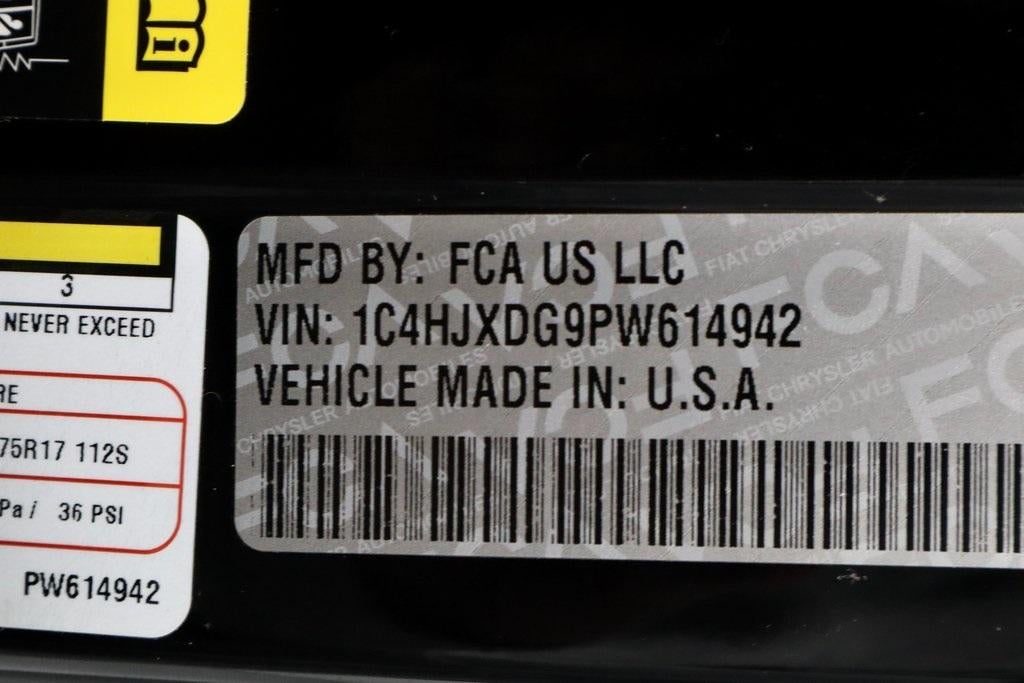 3
NEVER EXCEED
RE
75R17 112S
Pa / 36 PSI
PW614942
MFD BY: FCA US LLC
VIN: 1C4HJXDG9PW614942
VEHICLE MADE IN: U.S.A.